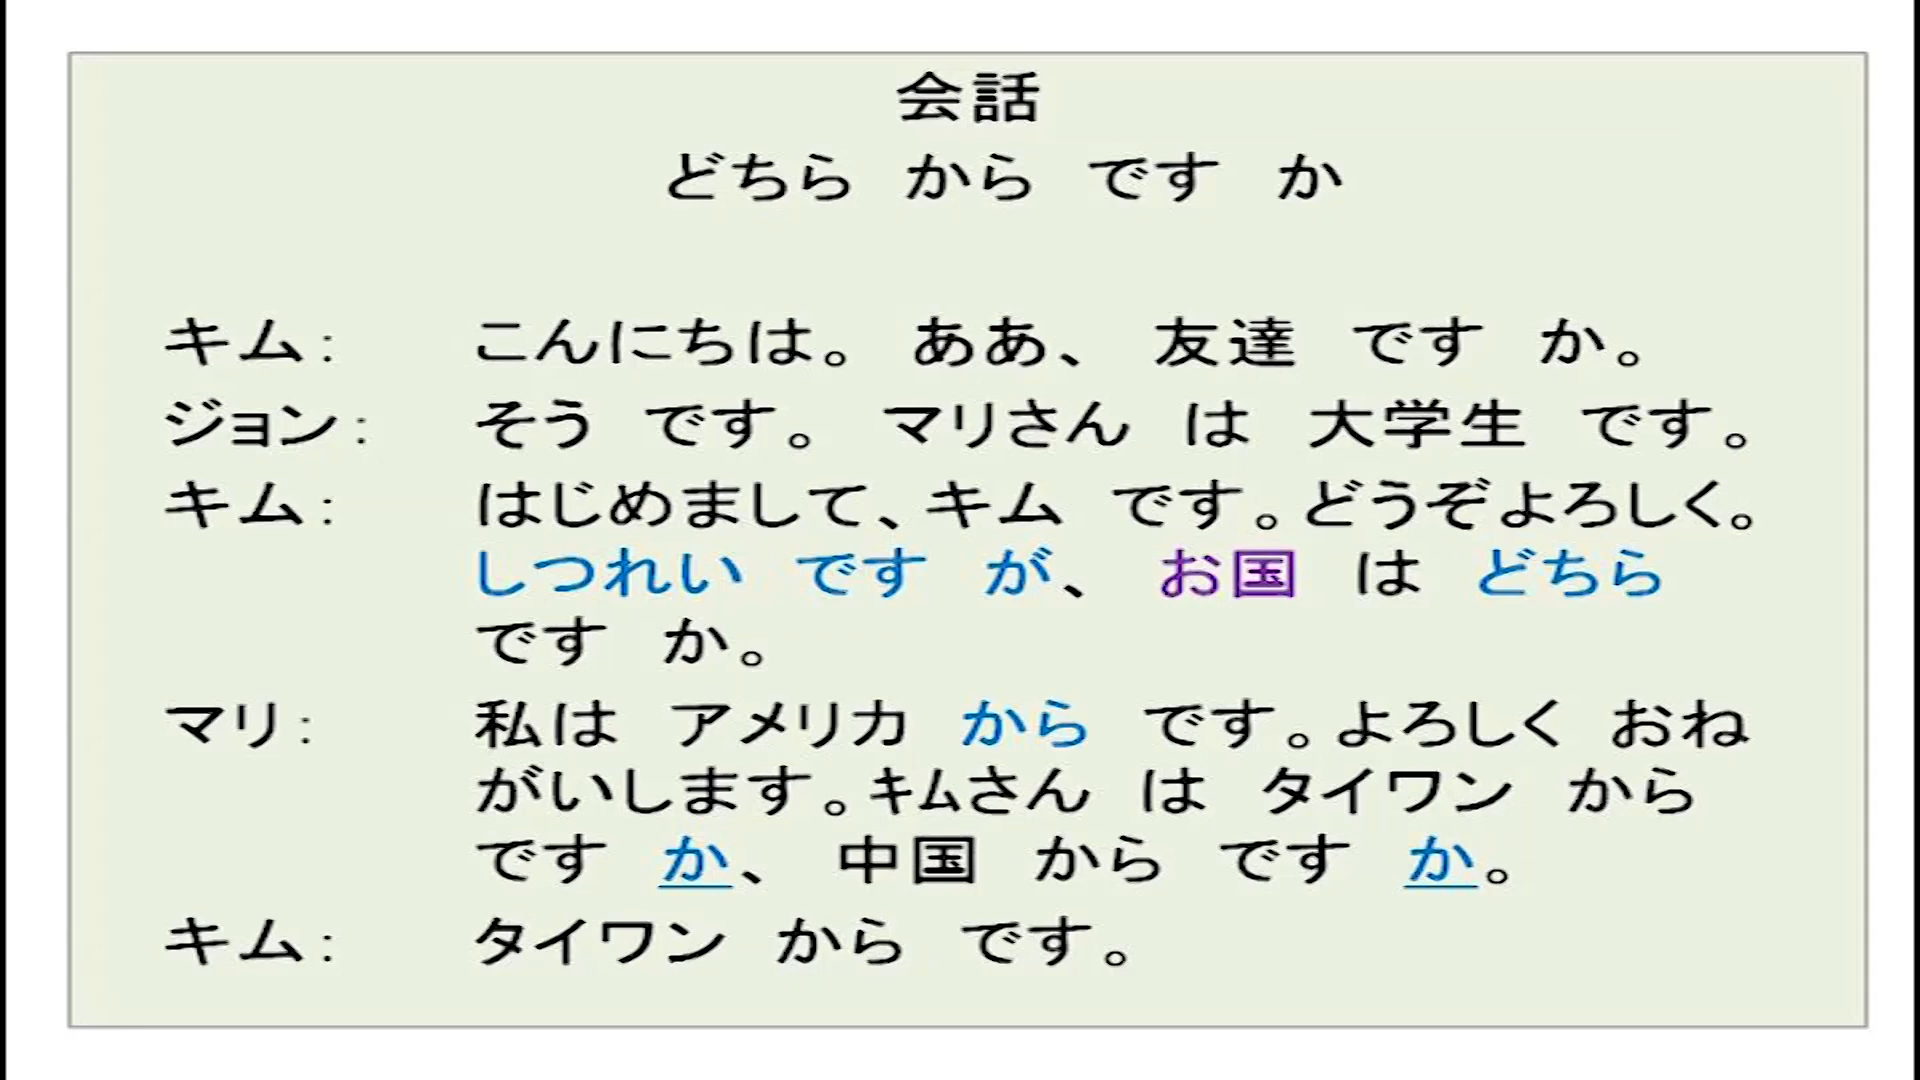 会話
どちら から です か
キム: こんにちは。 ああ、 友達 です か。
ジョン: そう です。 マリさん は 大学生 です。
キム: はじめまして、キム です。どうぞよろしく。
しつれい です が、 お国 は どちら
です か。
マリ: 私は アメリカ から です。よろしく おね
がいします。キムさん は タイワン から
です か、 中国 から です か。
キム: タイワン から です。